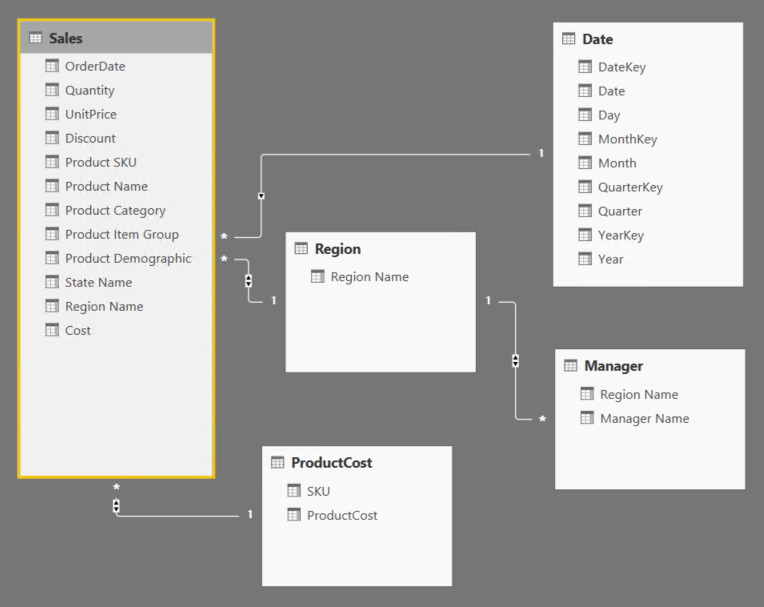 Sales
OrderDate
Quantity
UnitPrice
Discount
Product SKU
Product Name
Product Category
Product Item Group
Product Demographic
State Name
Region Name
Cost
Date
DateKey
Date
Day
MonthKey
Month
QuarterKey
Quarter
YearKey
Year
1
*
*
1
Region
Region Name
1
*
Manager
Region Name
Manager Name
*
1
ProductCost
SKU
ProductCost